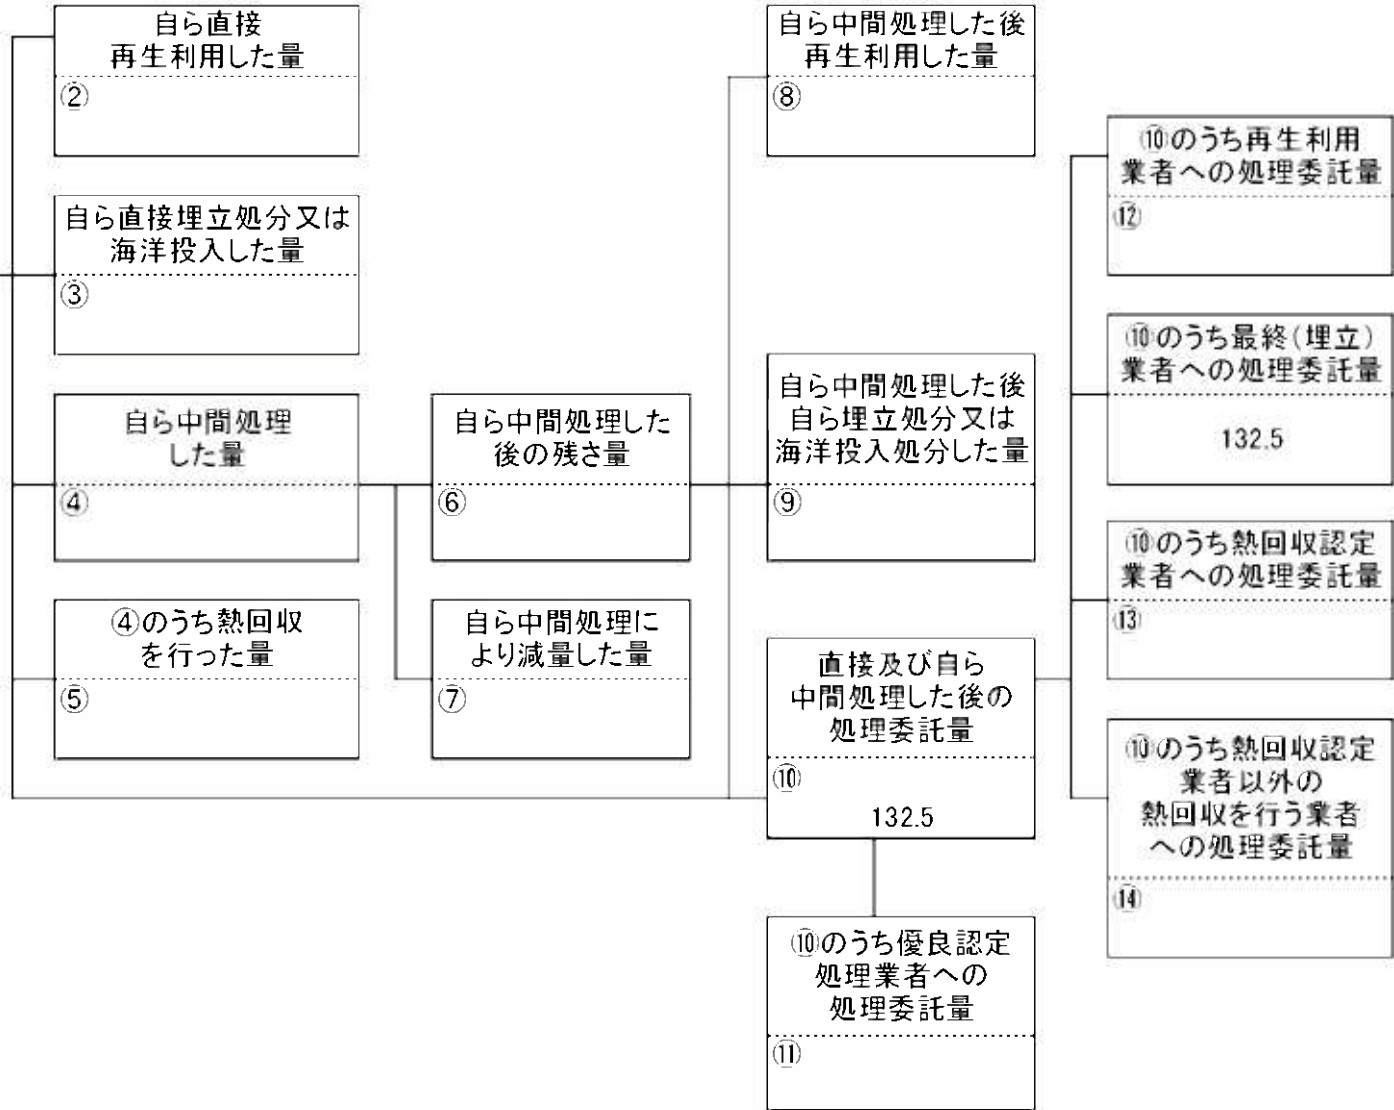 自ら直接
再生利用した量
②
自ら直接埋立処分又は
海洋投入した量
③
自ら中間処理
した量
④
④のうち熱回収
を行った量
⑤
自ら中間処理した
後の残さ量
⑥
自ら中間処理に
より減量した量
⑦
自ら中間処理した後
再生利用した量
⑧
自ら中間処理した後
自ら埋立処分又は
海洋投入処分した量
⑨
直接及び自ら
中間処理した後の
処理委託量
⑩
132.5
⑩のうち優良認定
処理業者への
処理委託量
⑪
⑩のうち再生利用
業者への処理委託量
⑫
⑩のうち最終(埋立)
業者への処理委託量
132.5
⑩のうち熱回収認定
業者への処理委託量
⑬
⑩のうち熱回収認定
業者以外の
熱回収を行う業者
への処理委託量
⑭